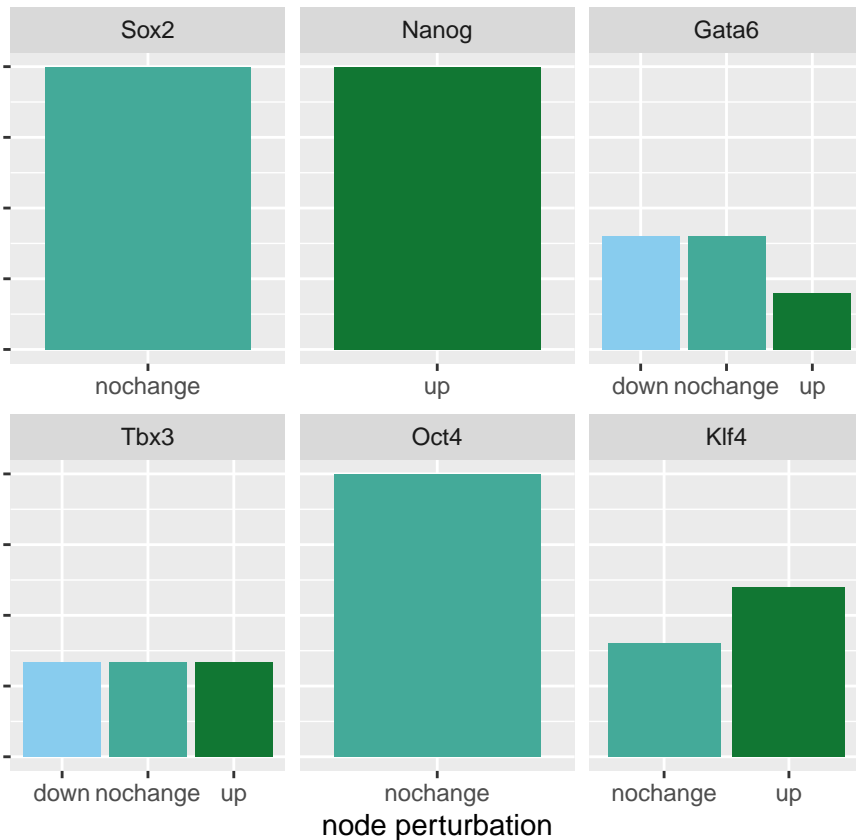 Sox2 Nanog Gata6
nochange up down nochange up
Tbx3 Oct4 Klf4
down nochange up nochange nochange up
node perturbation